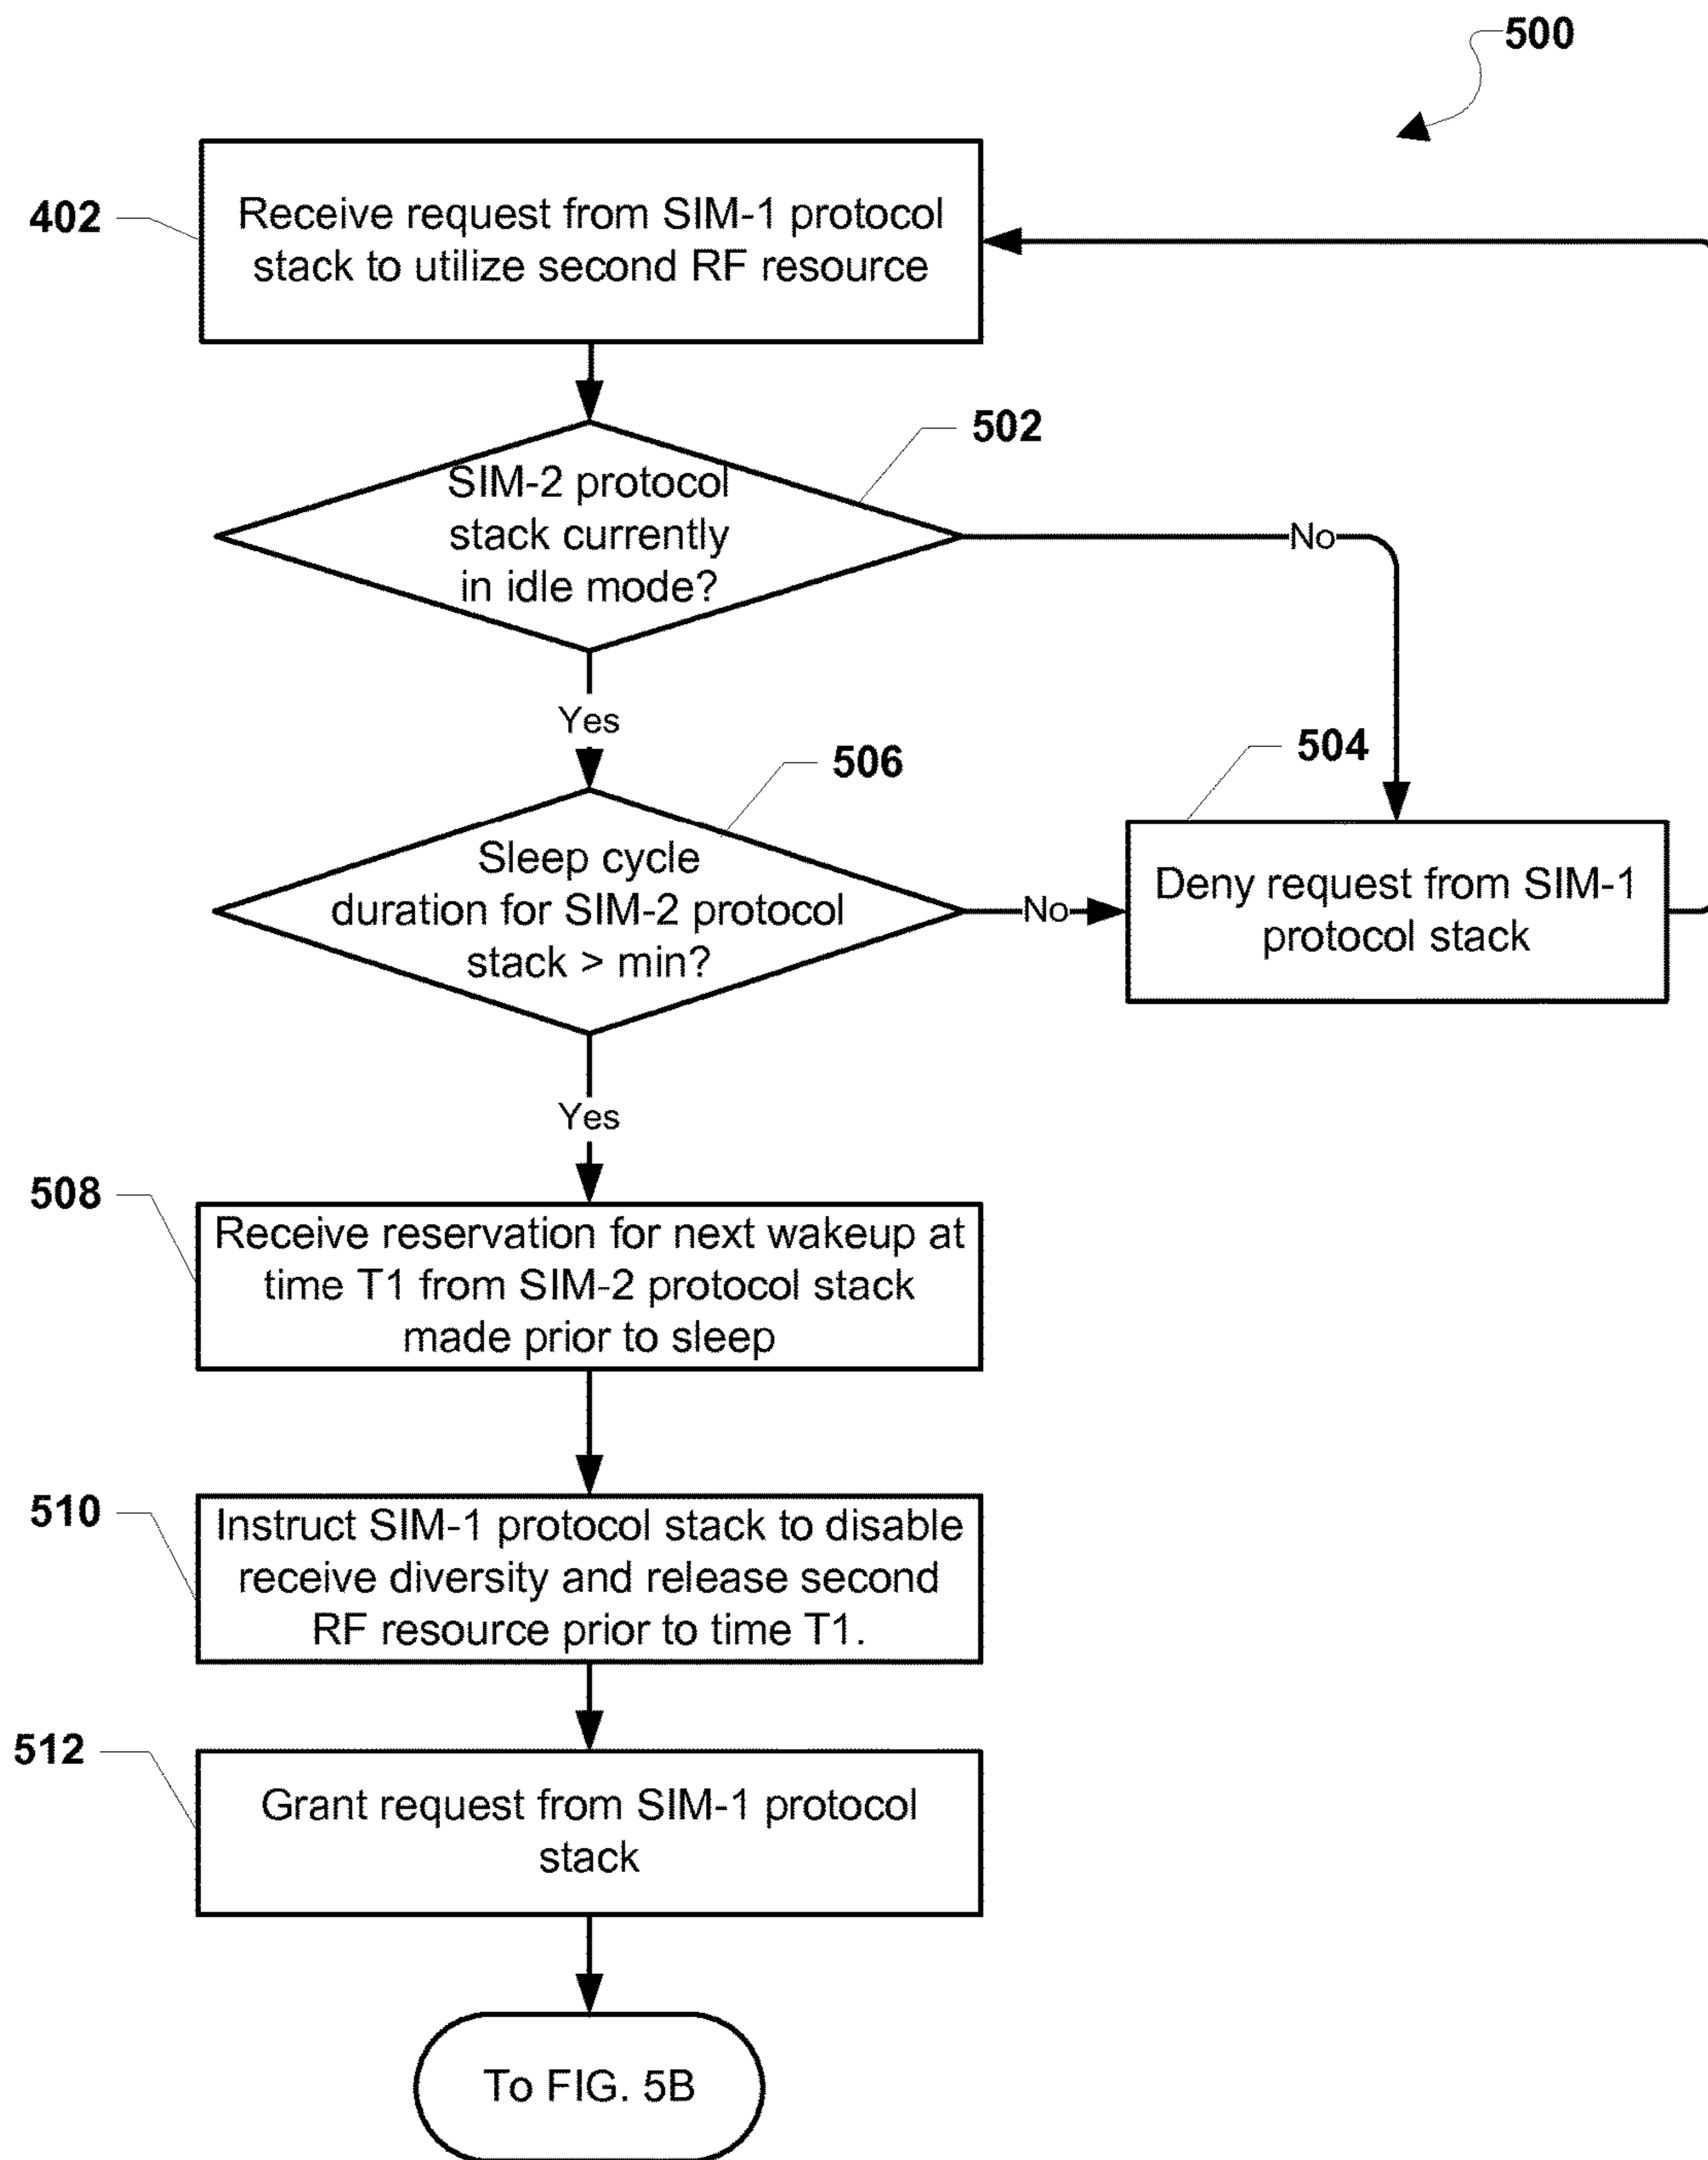 500
402
Receive request from SIM-1 protocol
stack to utilize second RF resource
502
SIM-2 protocol
stack currently
in idle mode?
No
Yes
506
504
Sleep cycle
duration for SIM-2 protocol
stack > min?
No
Deny request from SIM-1
protocol stack
Yes
508
Receive reservation for next wakeup at
time T1 from SIM-2 protocol stack
made prior to sleep
510
Instruct SIM-1 protocol stack to disable
receive diversity and release second
RF resource prior to time T1.
512
Grant request from SIM-1 protocol
stack
To FIG. 5B